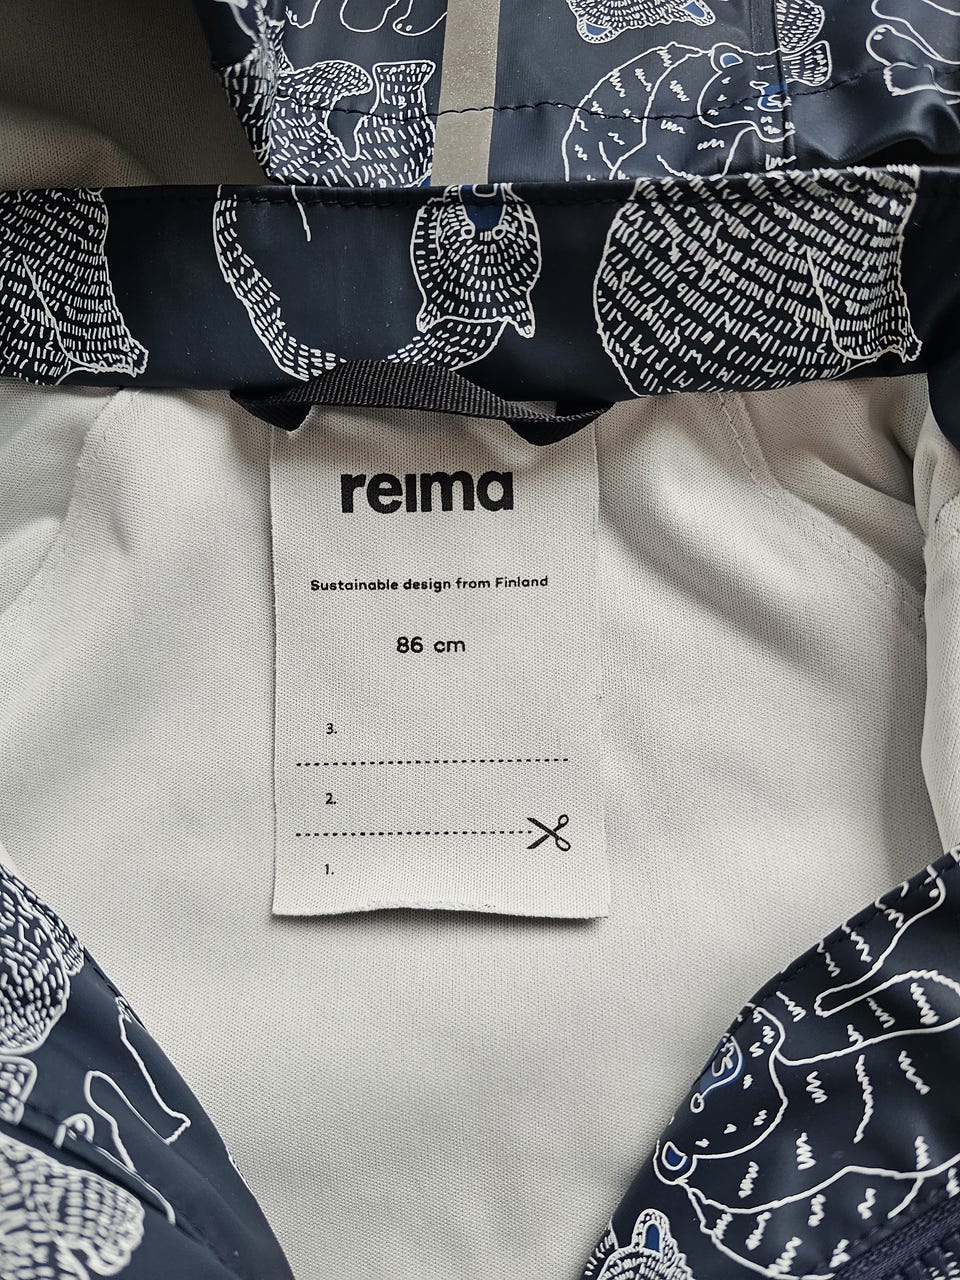 reima
Sustainable design from Finland
86 cm
3.
2.
1.